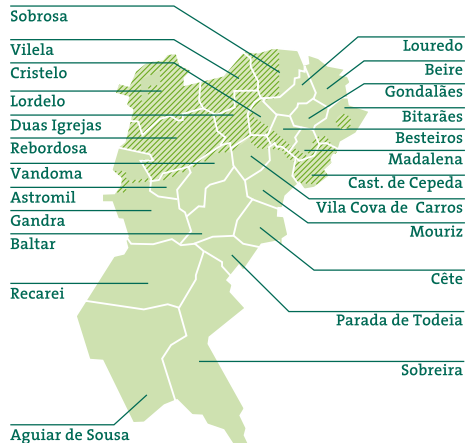 Sobrosa
Vilela
Cristelo
Lordelo
Duas Igrejas
Rebordosa
Vandoma
Astromil
Gandra
Baltar
Recarei
Aguiar de Sousa
Louredo
Beire
Gondalães
Bitarães
Besteiros
Madalena
Cast. de Cepeda
Vila Cova de Carros
Mouriz
Cête
Parada de Todeia
Sobreira